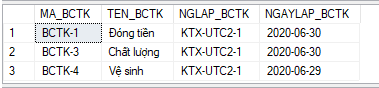 MA_BCTK TEN_BCTK NGLAP_BCTK NGAYLAP_BCTK
1 BCTK-1 Đóng tiền KTX-UTC2-1 2020-06-30
2 BCTK-3 Chất lượng KTX-UTC2-1 2020-06-30
3 BCTK-4 Vệ sinh KTX-UTC2-1 2020-06-29